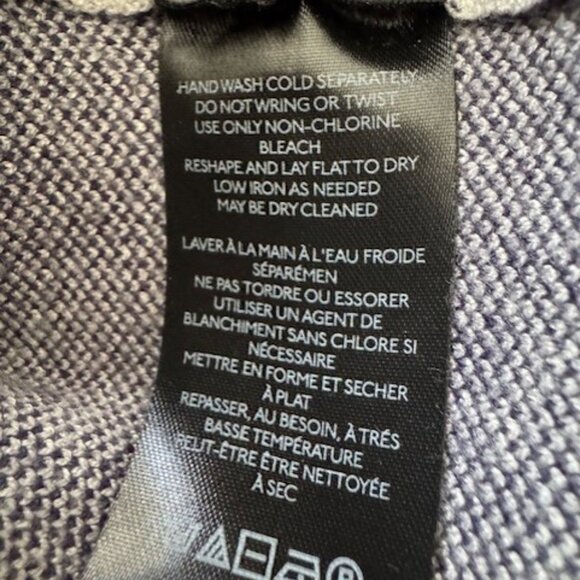 HAND WASH COLD SEPARATELY
DO NOT WRING OR TWIST
USE ONLY NON-CHLORINE
BLEACH
RESHAPE AND LAY FLAT TO DRY
LOW IRON AS NEEDED
MAY BE DRY CLEANED
LAVER À LA MAIN À L'EAU FROIDE
SÉPARÉMEN
NE PAS TORDRE OU ESSORER
UTILISER UN AGENT DE
BLANCHIMENT SANS CHLORE SI
NÉCESSAIRE
METTRE EN FORME ET SECHER
À PLAT
REPASSER, AU BESOIN, À TRÉS
BASSE TEMPÉRATURE
PEUT-ÊTRE ÊTRE NETTOYÉE
À SEC